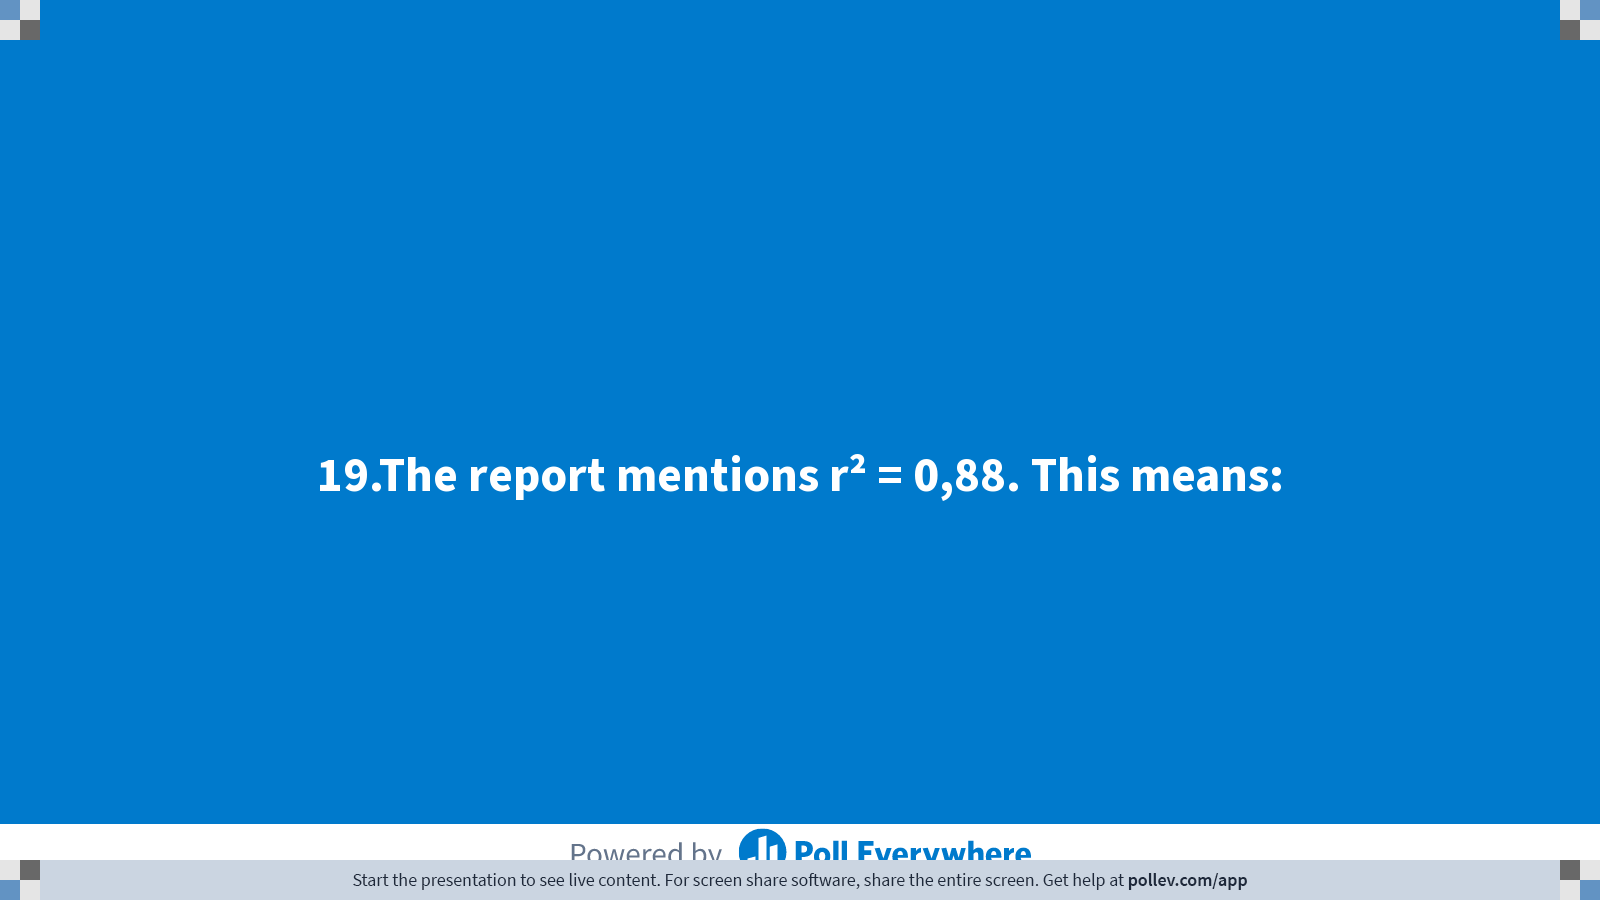 19.The report mentions r² = 0,88. This means:
Powered by Poll Everywhere
Start the presentation to see live content. For screen share software, share the entire screen. Get help at pollev.com/app